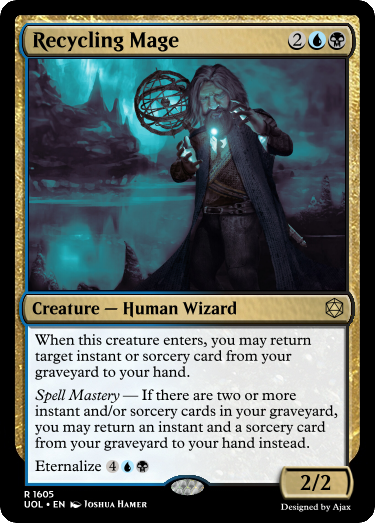 Recycling Mage 2
Creature — Human Wizard
When this creature enters, you may return
target instant or sorcery card from your
graveyard to your hand.
Spell Mastery — If there are two or more
instant and/or sorcery cards in your graveyard,
you may return an instant and a sorcery card
from your graveyard to your hand instead.
Eternalize 4
2/2
R 1605
UOL • EN Joshua Hamer
Designed by Ajax